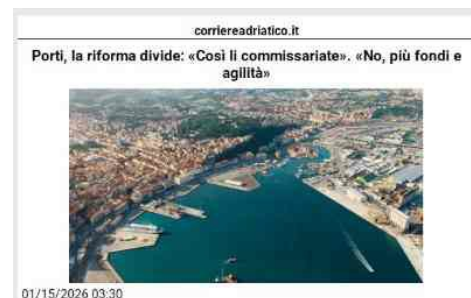 corriereadriatico.it
Porti, la riforma divide: «Così li commissariate». «No, più fondi e
agilità»
01/15/2026 03:30